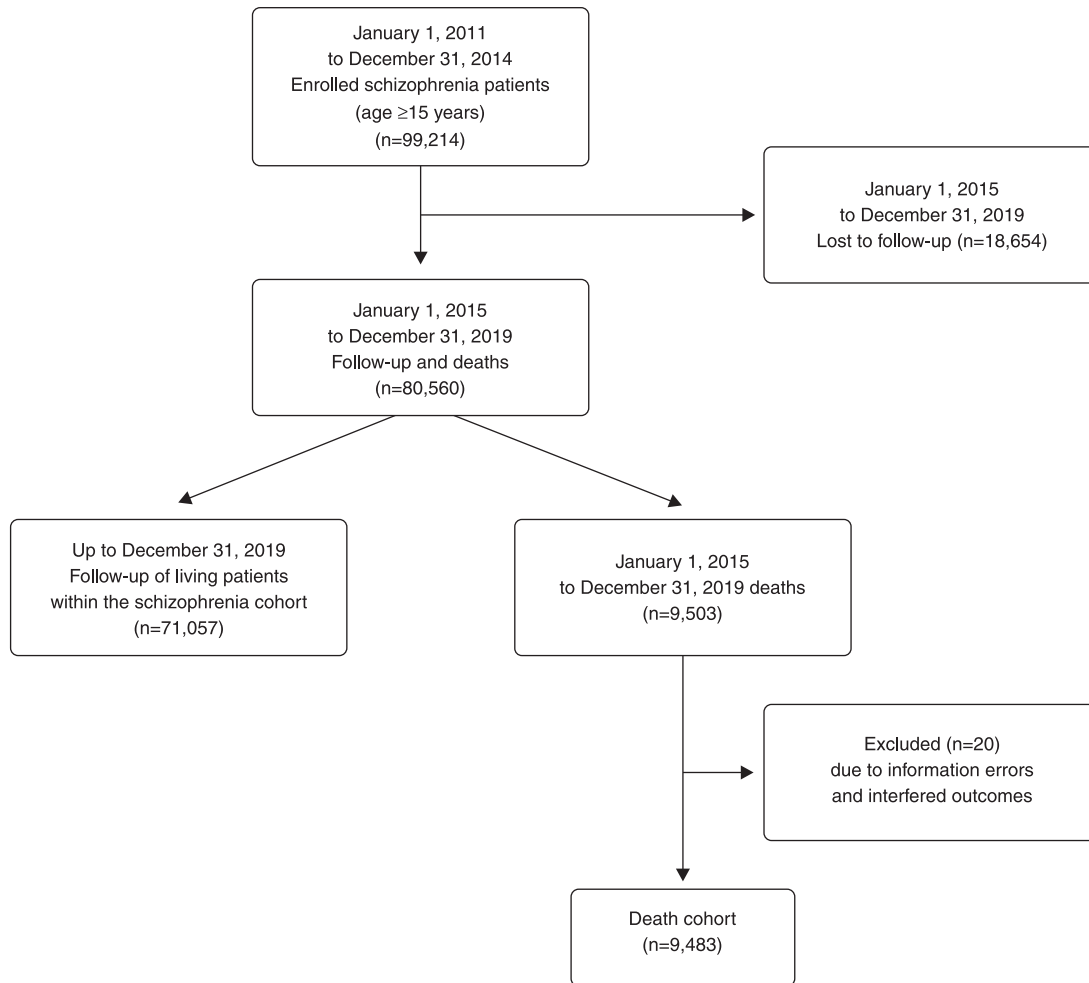 January 1, 2011
to December 31, 2014
Enrolled schizophrenia patients
(age ≥15 years)
(n=99,214)
January 1, 2015
to December 31, 2019
Lost to follow-up (n=18,654)
January 1, 2015
to December 31, 2019
Follow-up and deaths
(n=80,560)
Up to December 31, 2019
Follow-up of living patients
within the schizophrenia cohort
(n=71,057)
January 1, 2015
to December 31, 2019 deaths
(n=9,503)
Excluded (n=20)
due to information errors
and interfered outcomes
Death cohort
(n=9,483)